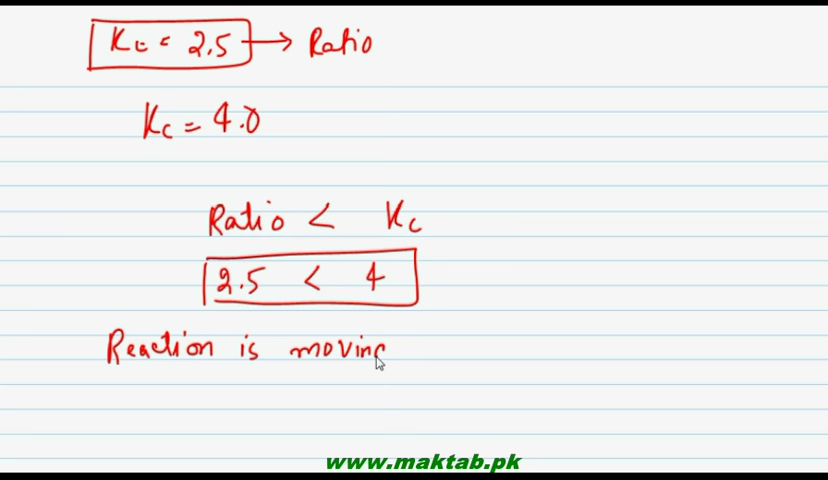 Kc = 2.5 → Ratio
Kc = 4.0
Ratio < Kc
2.5 < 4
Reaction is moving
www.maktab.pk